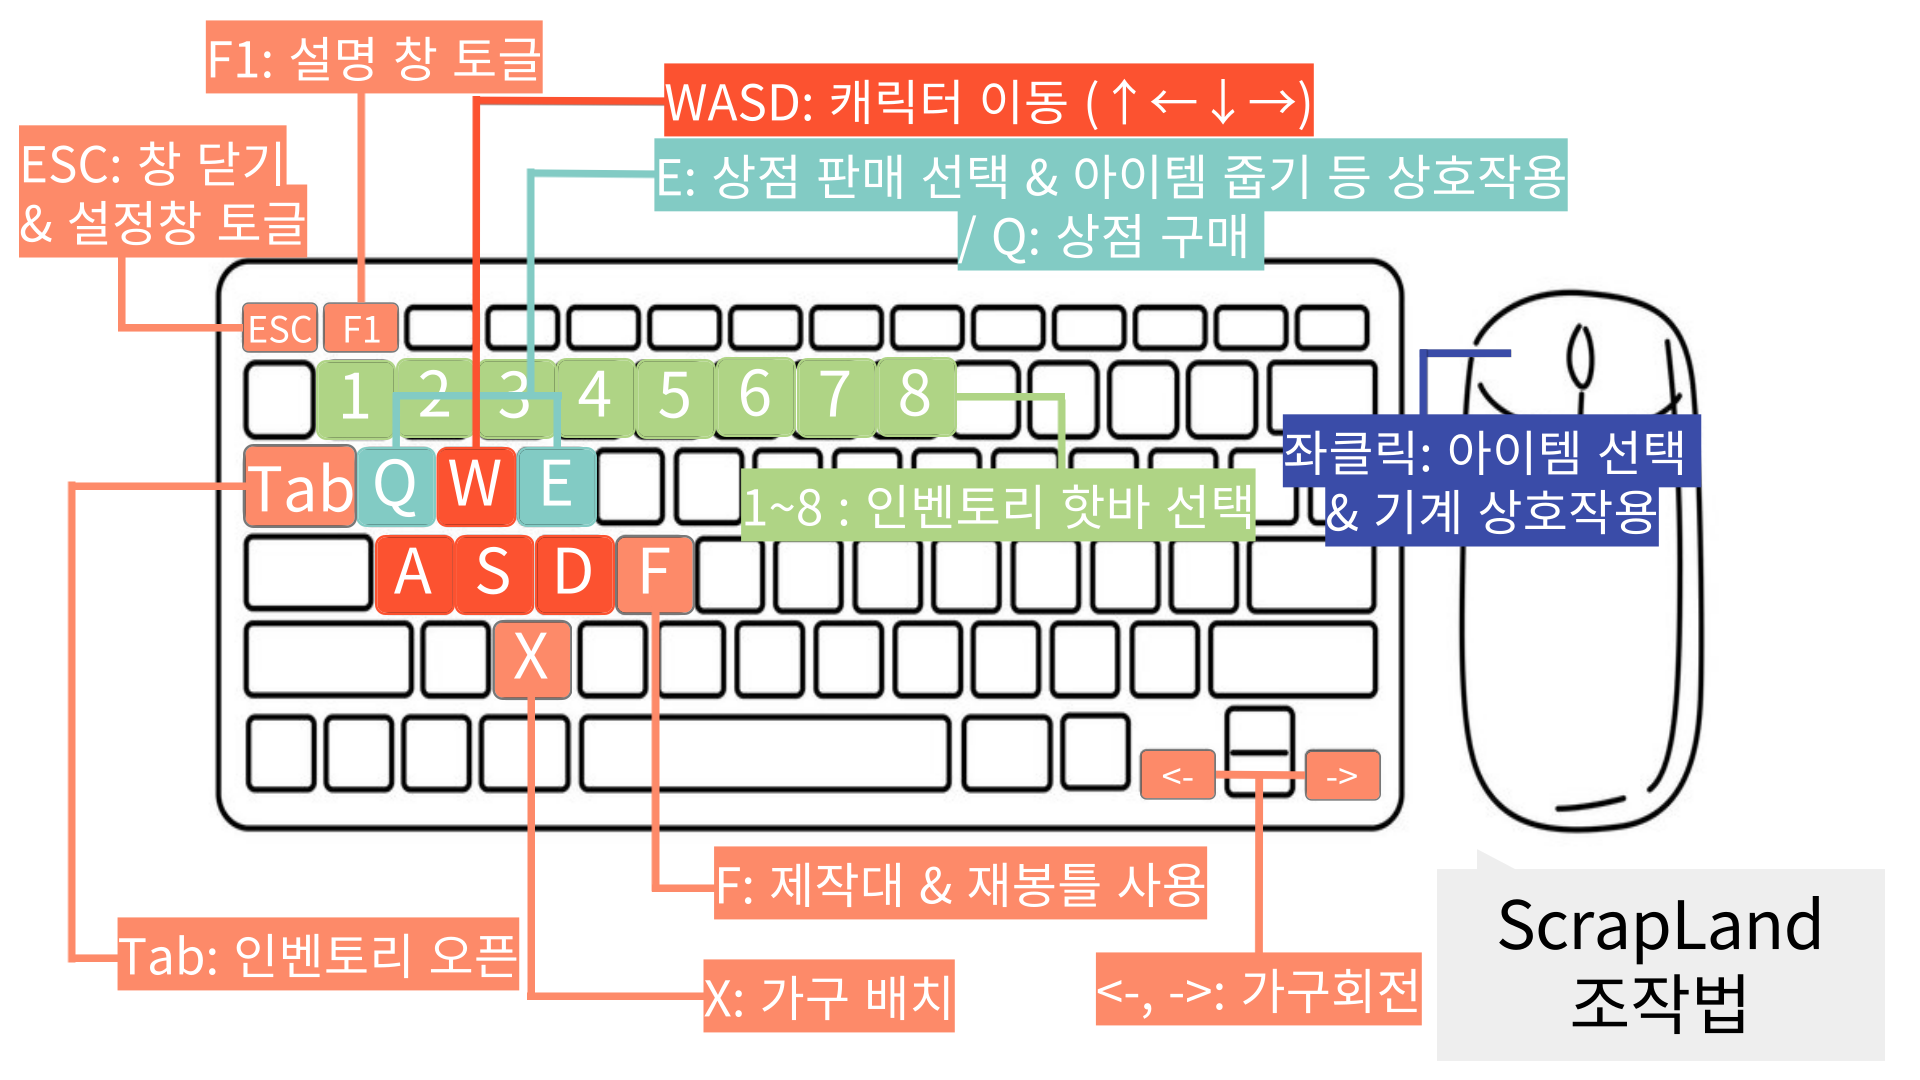 F1: 설명 창 토글
WASD: 캐릭터 이동 (↑←↓→)
ESC: 창 닫기
& 설정창 토글
E: 상점 판매 선택 & 아이템 줍기 등 상호작용
/ Q: 상점 구매
ESC F1
1 2 3 4 5 6 7 8
좌클릭: 아이템 선택
& 기계 상호작용
Tab Q W E
1~8 : 인벤토리 핫바 선택
A S D F
X
<- ->
F: 제작대 & 재봉틀 사용
Tab: 인벤토리 오픈
X: 가구 배치
<-, ->: 가구회전
ScrapLand
조작법